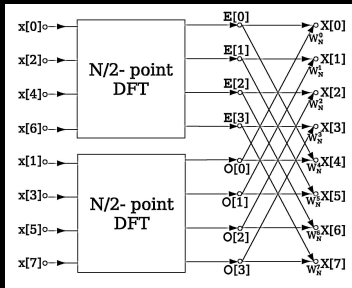 x[0] E[0] X[0]
W_N^0
x[2] N/2- point E[1] X[1]
DFT W_N^1
x[4] E[2] X[2]
W_N^2
x[6] E[3] X[3]
W_N^3
x[1] O[0] X[4]
W_N^4
x[3] N/2- point O[1] X[5]
DFT W_N^5
x[5] O[2] X[6]
W_N^6
x[7] O[3] X[7]
W_N^7